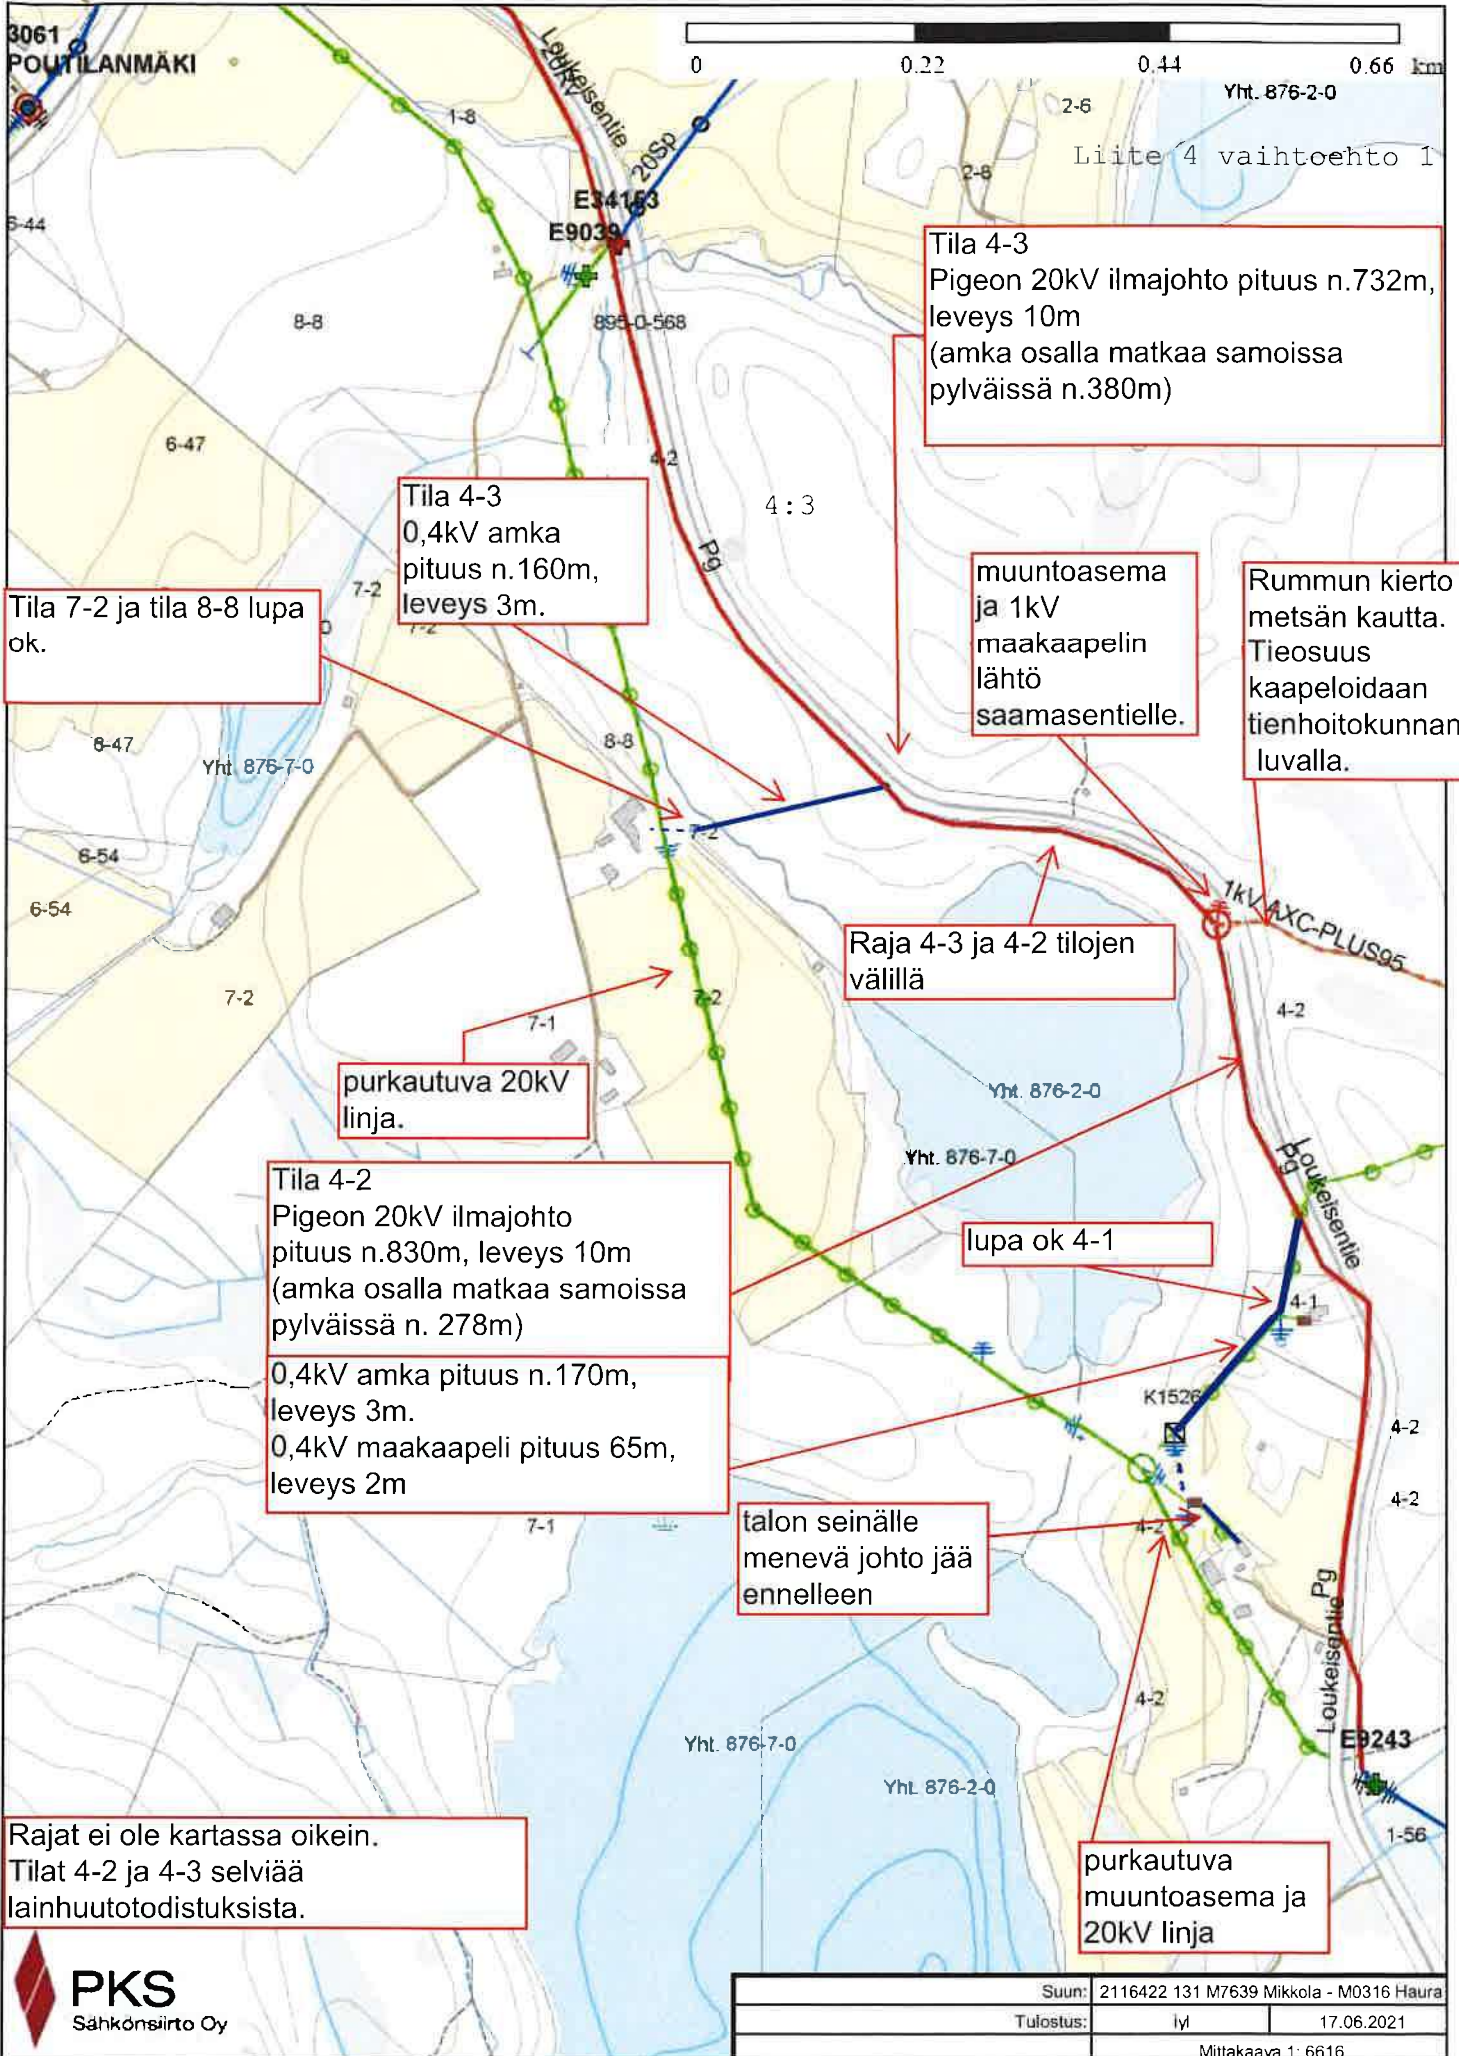 3061
POUTILANMÄKI
0 0.22 0.44 0.66 km
Loukeisentie
20Sp
1-8
2-6
Yht. 876-2-0
Liite 4 vaihtoehto 1
2-8
E34153
E9039
6-44
Tila 4-3
Pigeon 20kV ilmajohto pituus n.732m,
leveys 10m
(amka osalla matkaa samoissa
pylväissä n.380m)
8-8
895-0-568
6-47
4-2
4:3
Tila 4-3
0,4kV amka
pituus n.160m,
leveys 3m.
Pg
muuntoasema
ja 1kV
maakaapelin
lähtö
saamasentielle.
Rummun kierto
metsän kautta.
Tieosuus
kaapeloidaan
tienhoitokunnan
luvalla.
Tila 7-2 ja tila 8-8 lupa
ok.
7-2
7-2
6-47
Yht. 876-7-0
8-8
7-2
6-54
6-54
1kV AXC-PLUS95
Raja 4-3 ja 4-2 tilojen
välillä
7-2
7-2
7-1
4-2
purkautuva 20kV
linja.
Yht. 876-2-0
Yht. 876-7-0
Pg
Loukeisentie
Tila 4-2
Pigeon 20kV ilmajohto
pituus n.830m, leveys 10m
(amka osalla matkaa samoissa
pylväissä n. 278m)
lupa ok 4-1
4-1
0,4kV amka pituus n.170m,
leveys 3m.
0,4kV maakaapeli pituus 65m,
leveys 2m
K1526
4-2
4-2
7-1
talon seinälle
menevä johto jää
ennelleen
4-2
Pg
Loukeisentie
4-2
Yht. 876-7-0
Yht. 876-2-0
E9243
1-56
Rajat ei ole kartassa oikein.
Tilat 4-2 ja 4-3 selviää
lainhuutotodistuksista.
purkautuva
muuntoasema ja
20kV linja
PKS
Sähkönsiirto Oy
Suun: 2116422 131 M7639 Mikkola - M0316 Haura
Tulostus: iyl 17.06.2021
Mittakaava 1: 6616